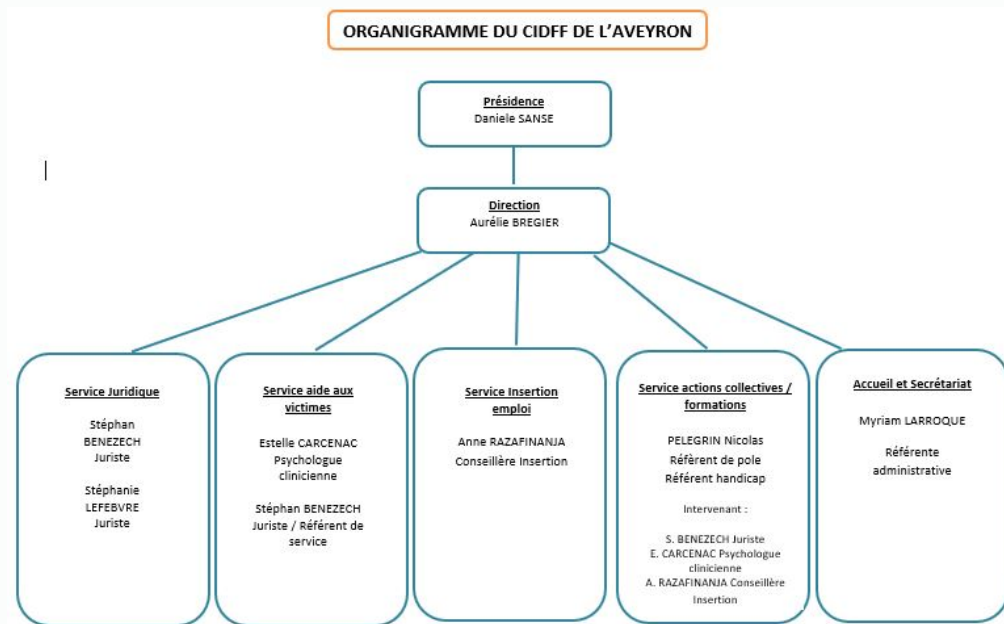 ORGANIGRAMME DU CIDFF DE L'AVEYRON
Présidence
Daniele SANSE
Direction
Aurélie BREGIER
Service Juridique
Stéphan
BENEZECH
Juriste
Stéphanie
LEFEBVRE
Juriste
Service aide aux
victimes
Estelle CARCENAC
Psychologue
clinicienne
Stéphan BENEZECH
Juriste / Référent de
service
Service Insertion
emploi
Anne RAZAFINANJA
Conseillère Insertion
Service actions collectives /
formations
PELEGRIN Nicolas
Réfèrent de pole
Référent handicap
Intervenant :
S. BENEZECH Juriste
E. CARCENAC Psychologue
clinicienne
A. RAZAFINANJA Conseillère
Insertion
Accueil et Secrétariat
Myriam LARROQUE
Référente
administrative